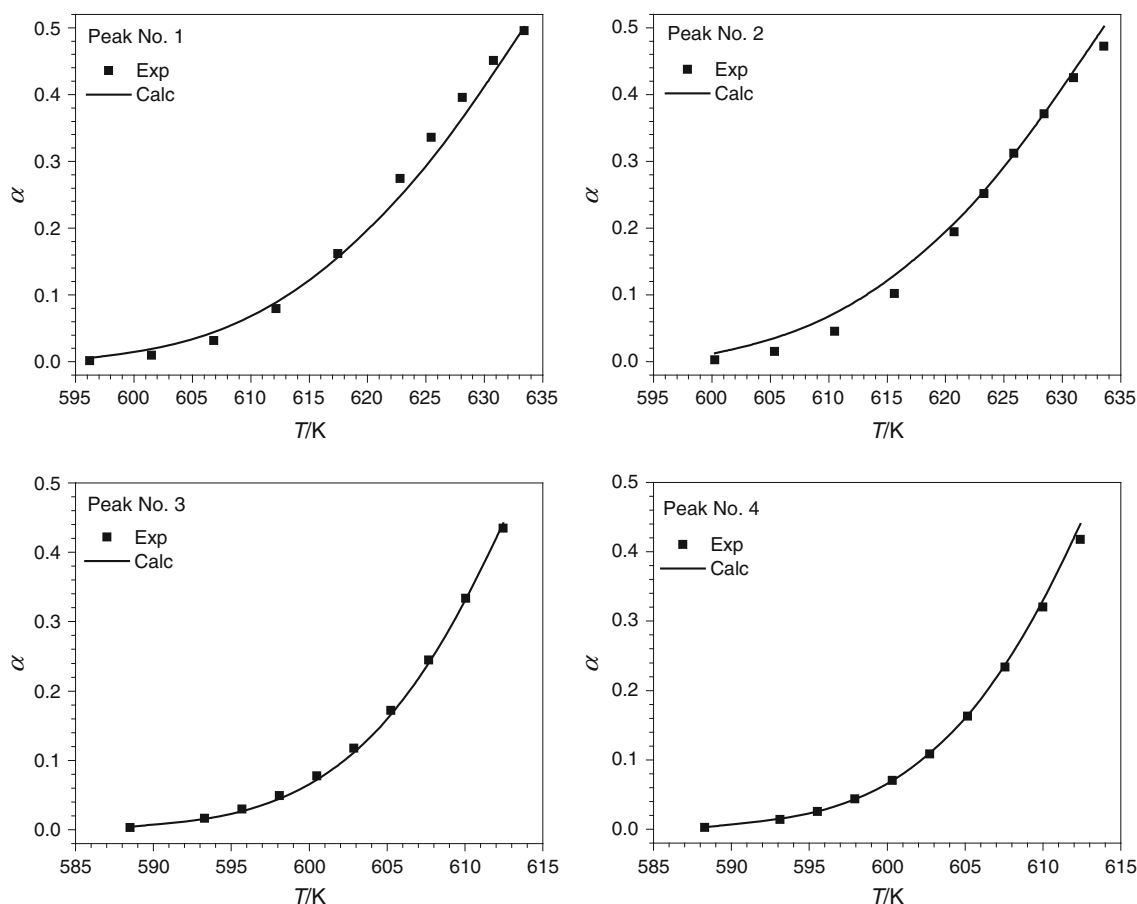 Peak No. 1
Exp
Calc
0.5
0.4
0.3
0.2
0.1
0.0
α
595 600 605 610 615 620 625 630 635
T/K
Peak No. 2
Exp
Calc
0.5
0.4
0.3
0.2
0.1
0.0
α
595 600 605 610 615 620 625 630 635
T/K
Peak No. 3
Exp
Calc
0.5
0.4
0.3
0.2
0.1
0.0
α
585 590 595 600 605 610 615
T/K
Peak No. 4
Exp
Calc
0.5
0.4
0.3
0.2
0.1
0.0
α
585 590 595 600 605 610 615
T/K